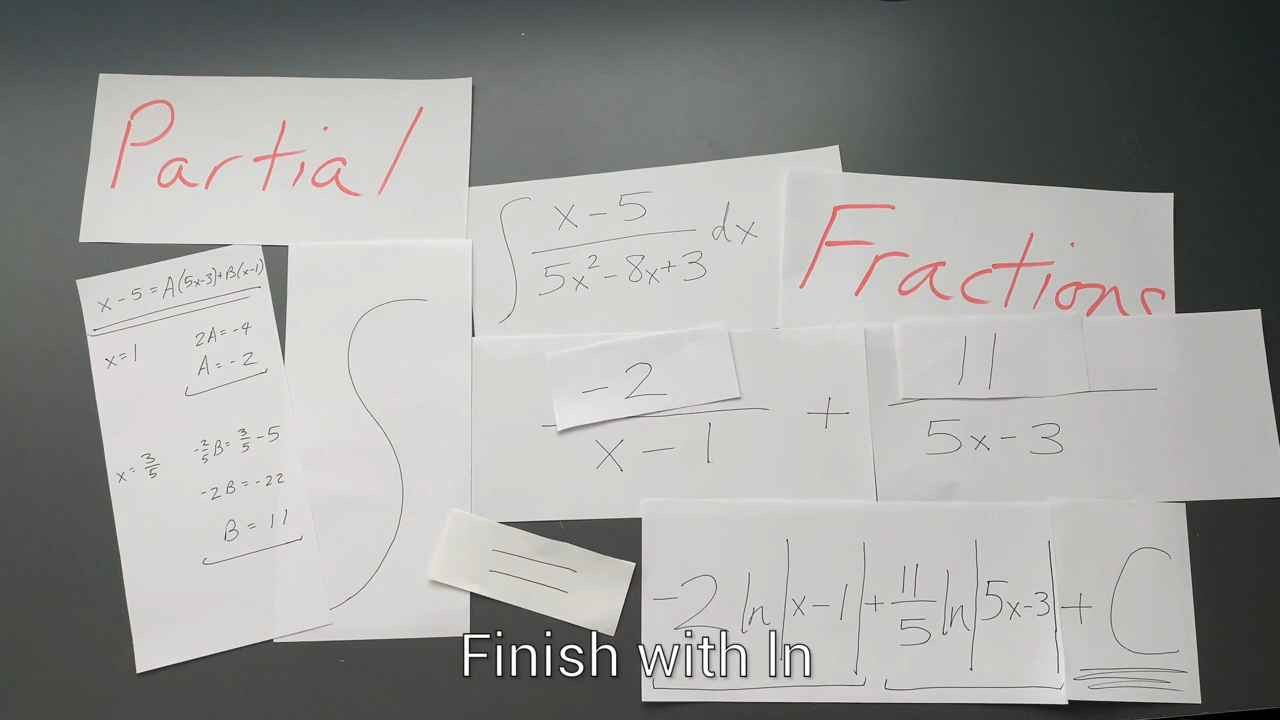 Partial
∫ x-5 / 5x²-8x+3 dx
Fractions
x-5=A(5x-3)+B(x-1)
x=1
2A=-4
A=-2
x=3/5
-2/5B=3/5-5
-2B=-22
B=11
∫
-2 / x-1 + 11 / 5x-3
=
-2 ln|x-1|+11/5 ln|5x-3|+C
Finish with ln